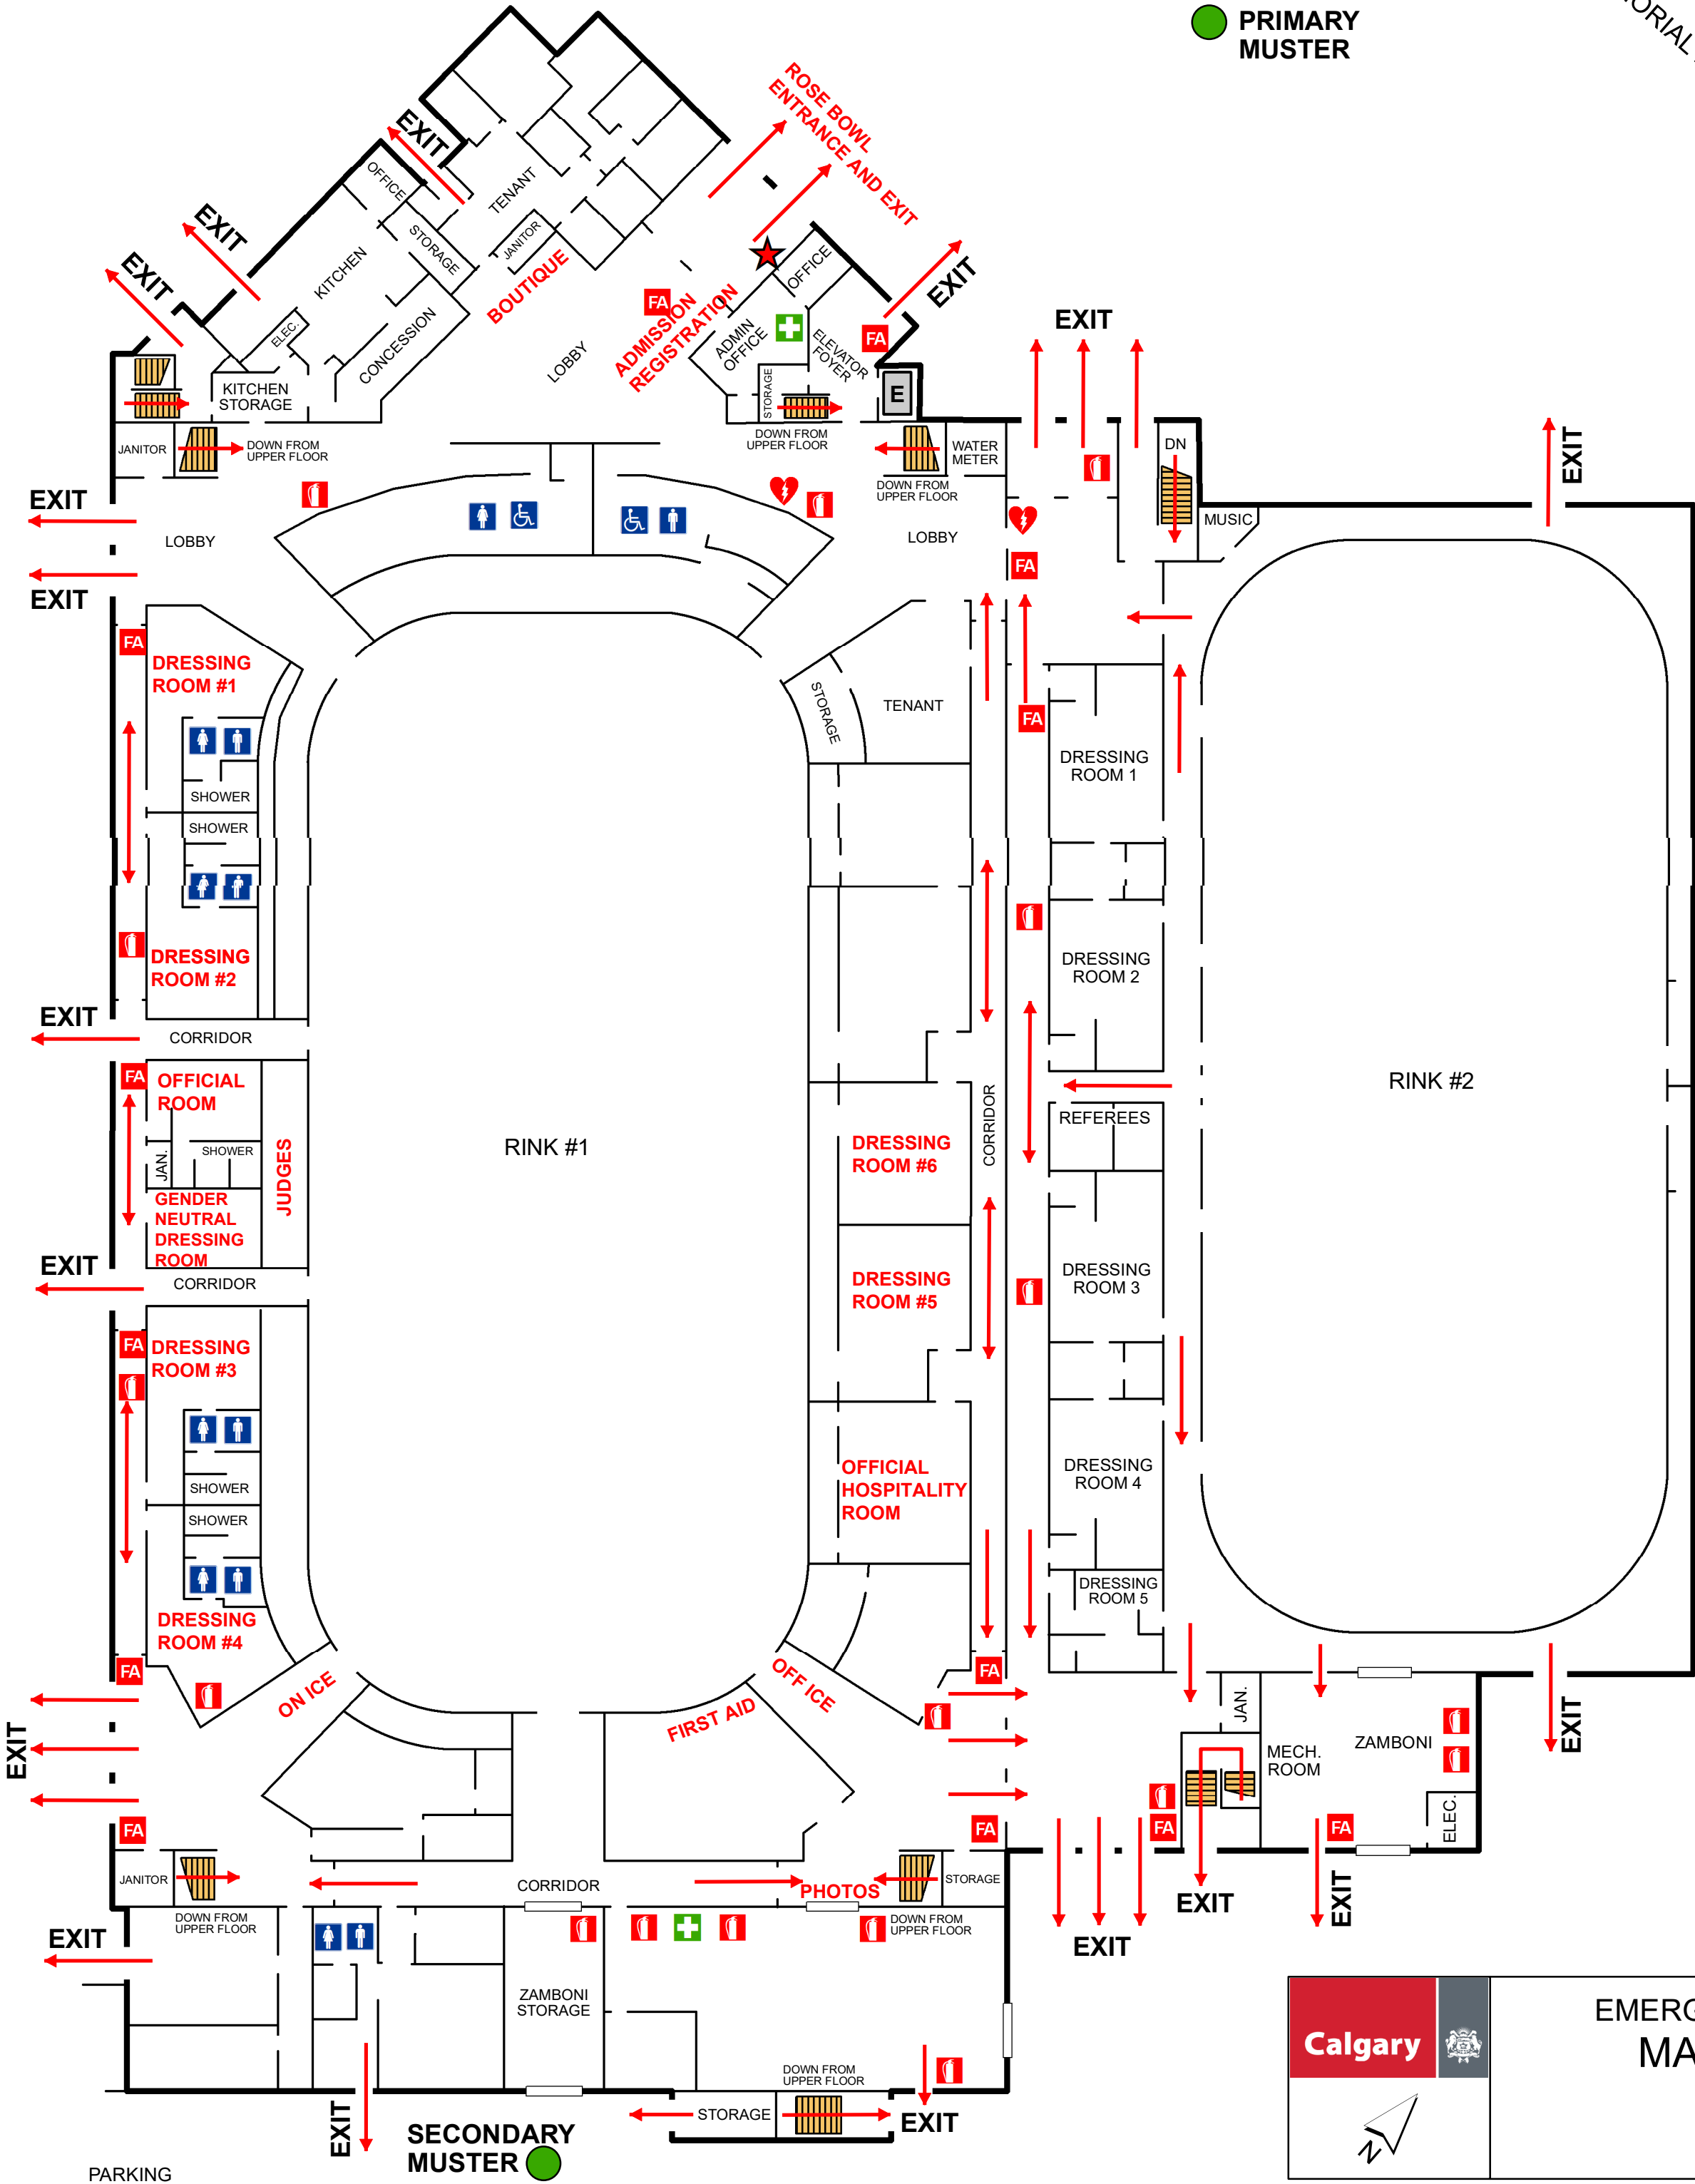 PRIMARY
MUSTER
ORIAL
ROSE BOWL
ENTRANCE AND EXIT
EXIT
OFFICE
TENANT
EXIT
STORAGE
JANITOR
KITCHEN
BOUTIQUE
OFFICE
EXIT
EXIT
FA
ADMISSION
REGISTRATION
ADMIN
OFFICE
ELEVATOR
FOYER
FA
EXIT
ELEC.
CONCESSION
LOBBY
KITCHEN
STORAGE
STORAGE
E
JANITOR
DOWN FROM
UPPER FLOOR
DOWN FROM
UPPER FLOOR
WATER
METER
DN
EXIT
DOWN FROM
UPPER FLOOR
EXIT
MUSIC
LOBBY
LOBBY
FA
EXIT
FA
DRESSING
ROOM #1
STORAGE
TENANT
FA
DRESSING
ROOM 1
SHOWER
SHOWER
DRESSING
ROOM #2
DRESSING
ROOM 2
EXIT
CORRIDOR
FA
OFFICIAL
ROOM
RINK #2
CORRIDOR
REFEREES
RINK #1
JAN.
SHOWER
JUDGES
DRESSING
ROOM #6
GENDER
NEUTRAL
DRESSING
ROOM
EXIT
CORRIDOR
DRESSING
ROOM #5
DRESSING
ROOM 3
FA
DRESSING
ROOM #3
OFFICIAL
HOSPITALITY
ROOM
DRESSING
ROOM 4
SHOWER
SHOWER
DRESSING
ROOM 5
DRESSING
ROOM #4
FA
ON ICE
OFF ICE
FIRST AID
FA
JAN.
EXIT
MECH.
ROOM
ZAMBONI
EXIT
FA
FA
FA
FA
ELEC.
JANITOR
CORRIDOR
PHOTOS
STORAGE
EXIT
EXIT
DOWN FROM
UPPER FLOOR
DOWN FROM
UPPER FLOOR
EXIT
EXIT
ZAMBONI
STORAGE
Calgary
EMERG
MA
DOWN FROM
UPPER FLOOR
STORAGE
EXIT
EXIT
SECONDARY
MUSTER
N
PARKING